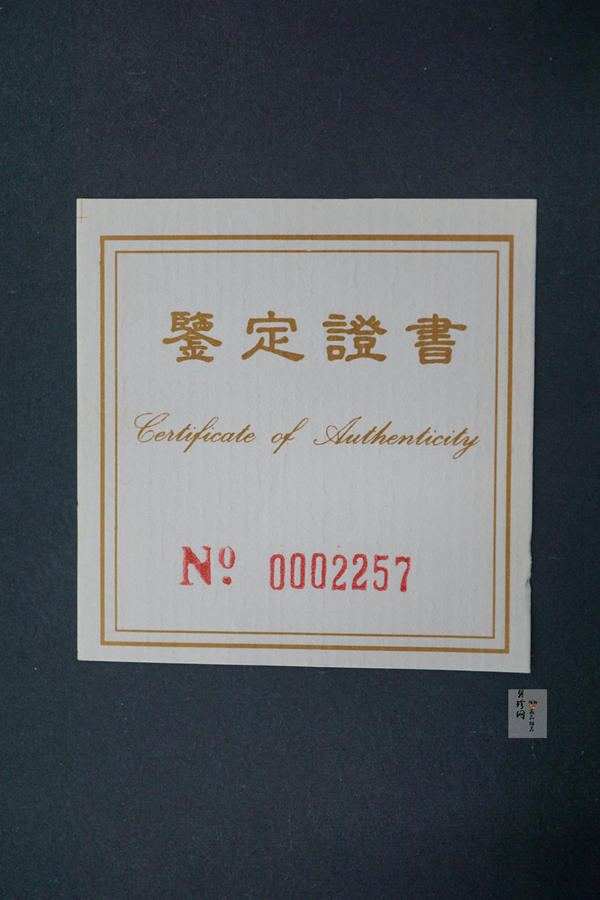 鑒定證書
Certificate of Authenticity
Nº 0002257